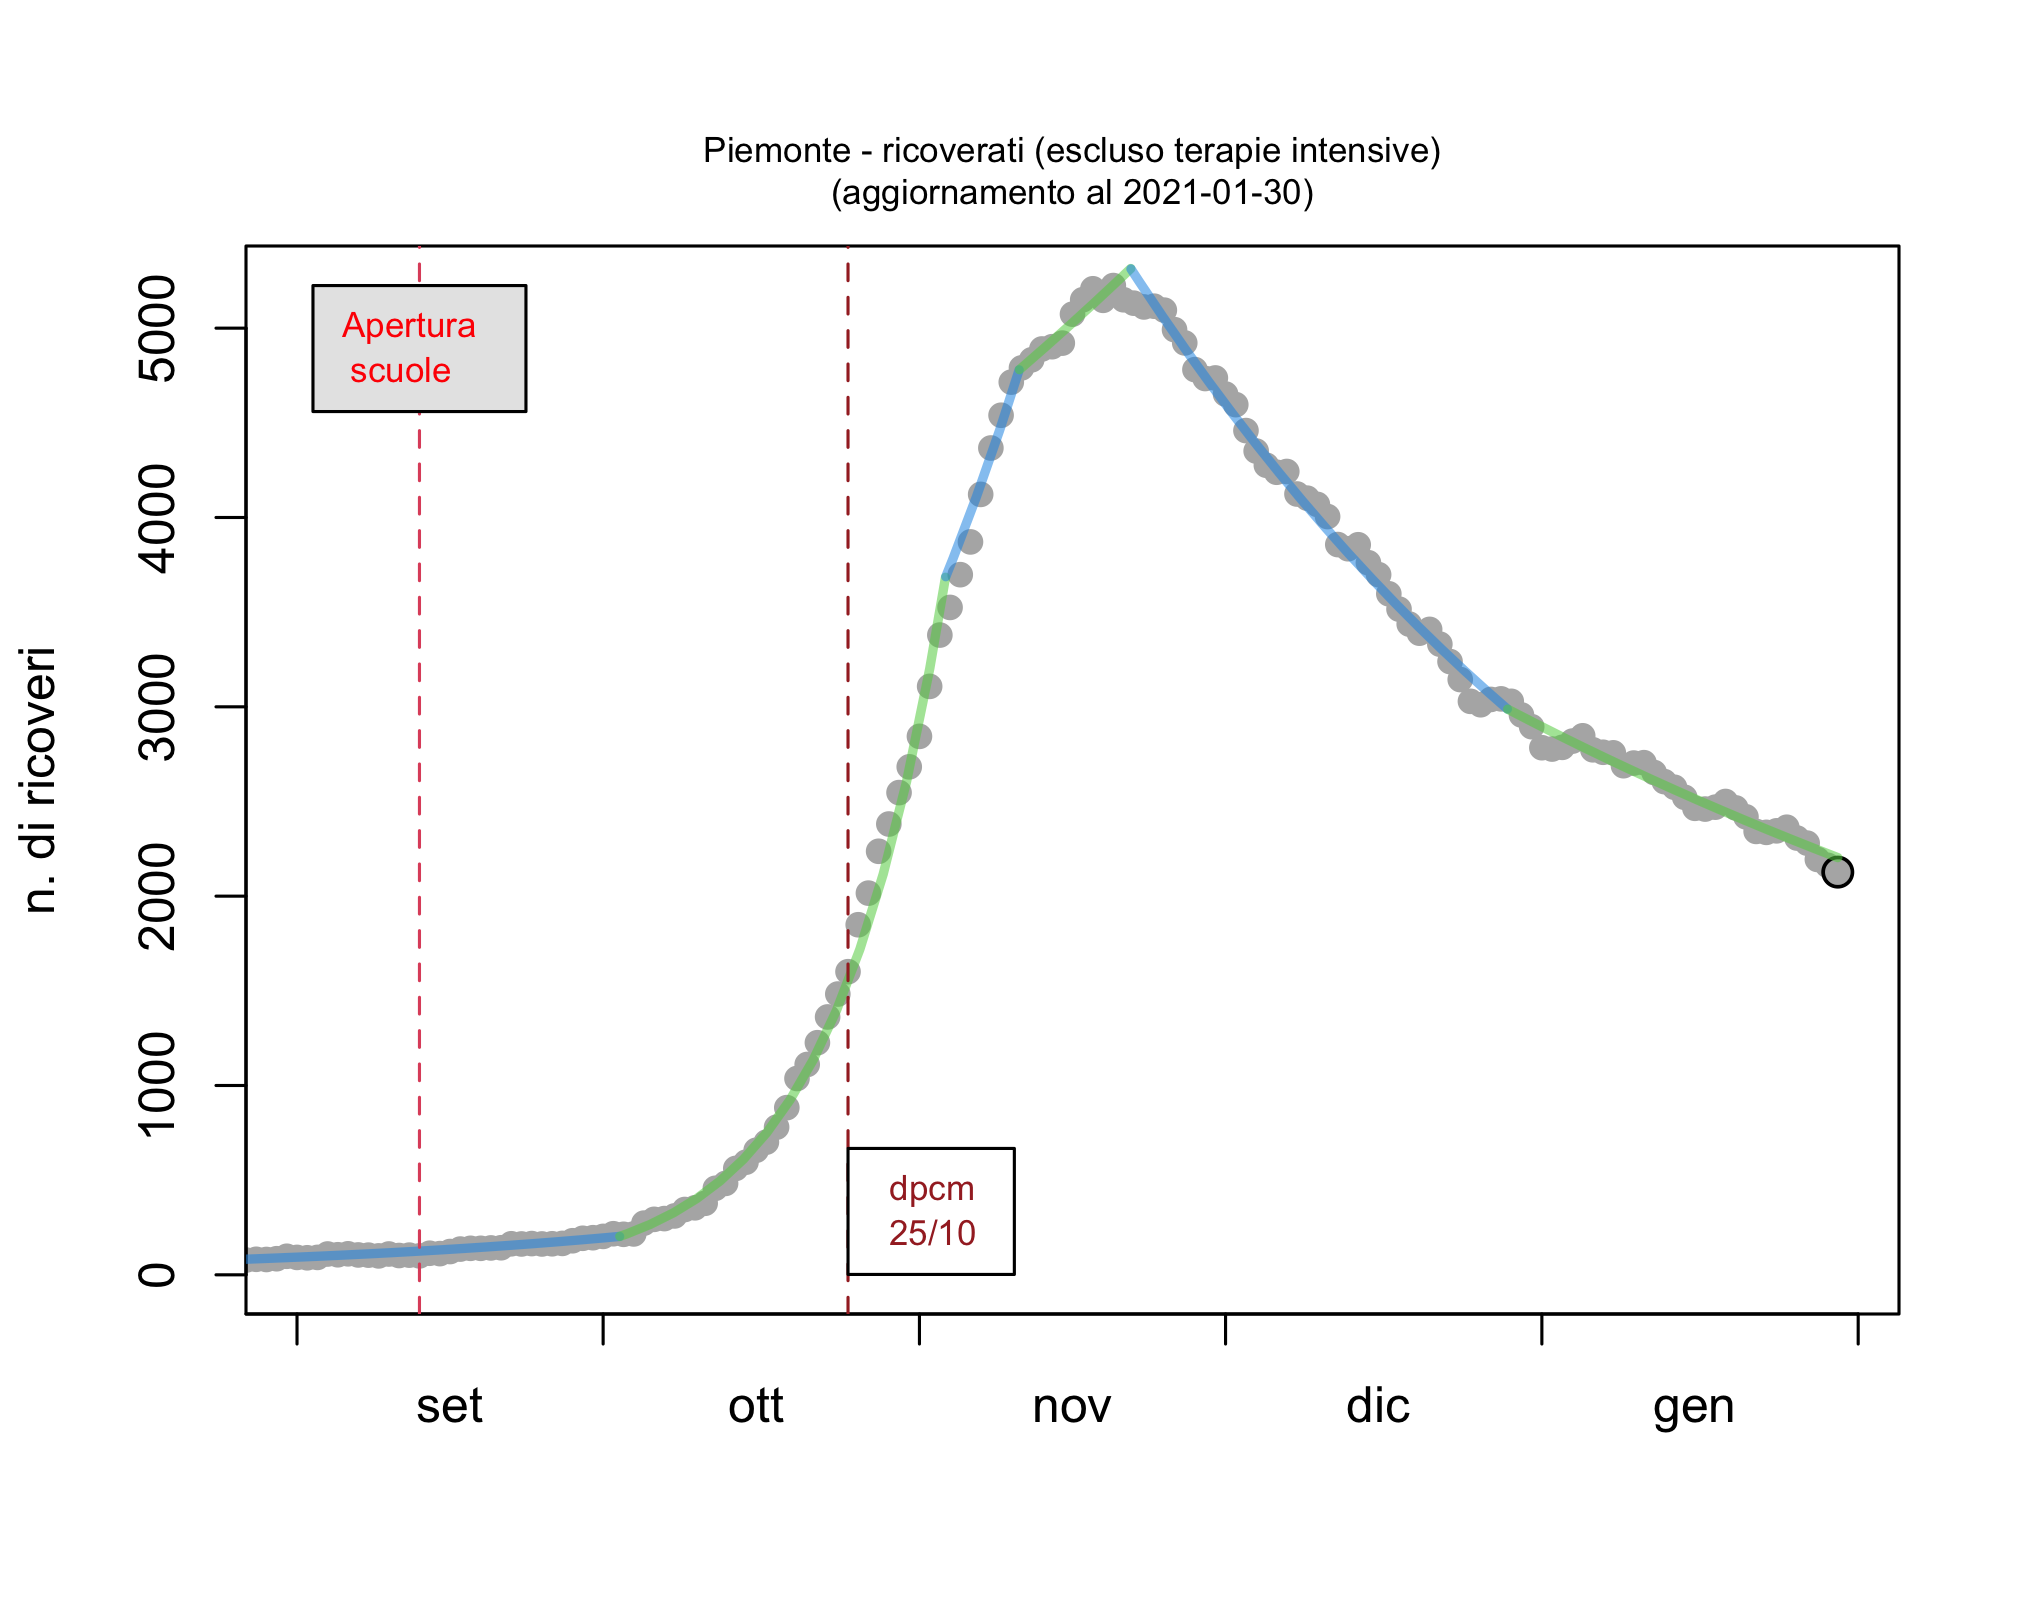 Piemonte - ricoverati (escluso terapie intensive)
(aggiornamento al 2021-01-30)
n. di ricoveri
5000
4000
3000
2000
1000
0
Apertura
scuole
dpcm
25/10
set
ott
nov
dic
gen